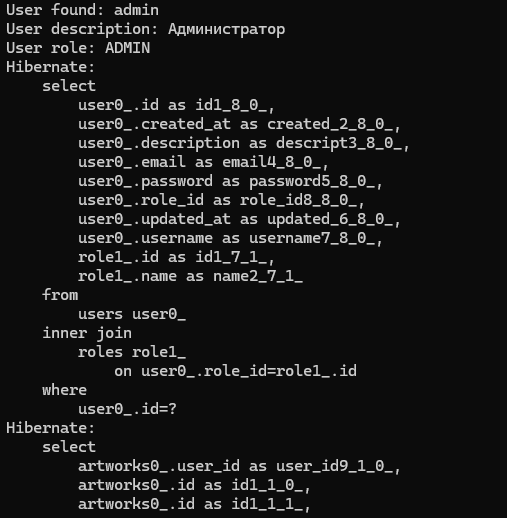 User found: admin
User description: Администратор
User role: ADMIN
Hibernate:
    select
        user0_.id as id1_8_0_,
        user0_.created_at as created_2_8_0_,
        user0_.description as descript3_8_0_,
        user0_.email as email4_8_0_,
        user0_.password as password5_8_0_,
        user0_.role_id as role_id8_8_0_,
        user0_.updated_at as updated_6_8_0_,
        user0_.username as username7_8_0_,
        role1_.id as id1_7_1_,
        role1_.name as name2_7_1_
    from
        users user0_
    inner join
        roles role1_
            on user0_.role_id=role1_.id
    where
        user0_.id=?
Hibernate:
    select
        artworks0_.user_id as user_id9_1_0_,
        artworks0_.id as id1_1_0_,
        artworks0_.id as id1_1_1_,